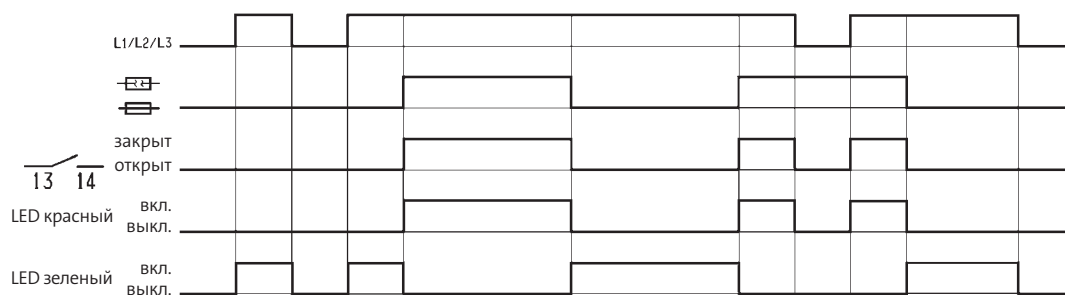 L1/L2/L3
закрыт
открыт
13 14
LED красный
вкл.
выкл.
LED зеленый
вкл.
выкл.